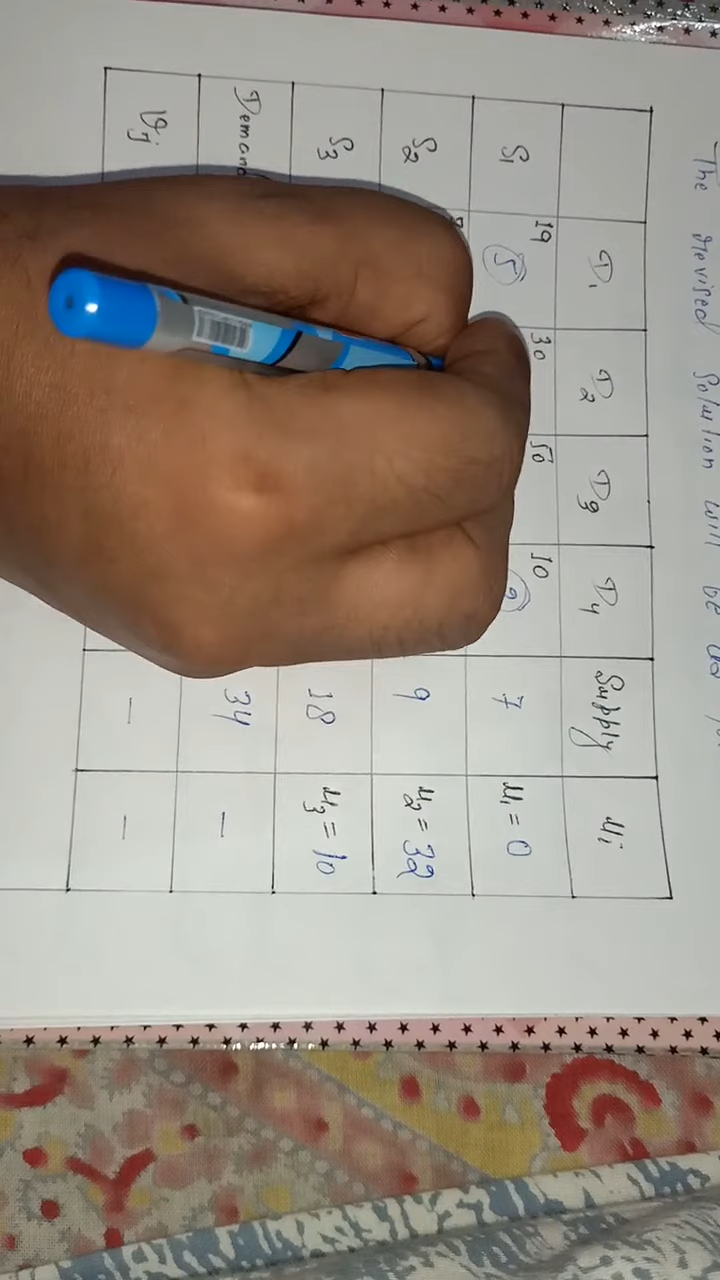 The revised Solution will be
D1 D2 D3 D4 Supply ui
S1 19 5 30 50 10 2 7 u1 = 0
S2 9 u2 = 32
S3 18 u3 = 10
Demand 34 —
vj — —